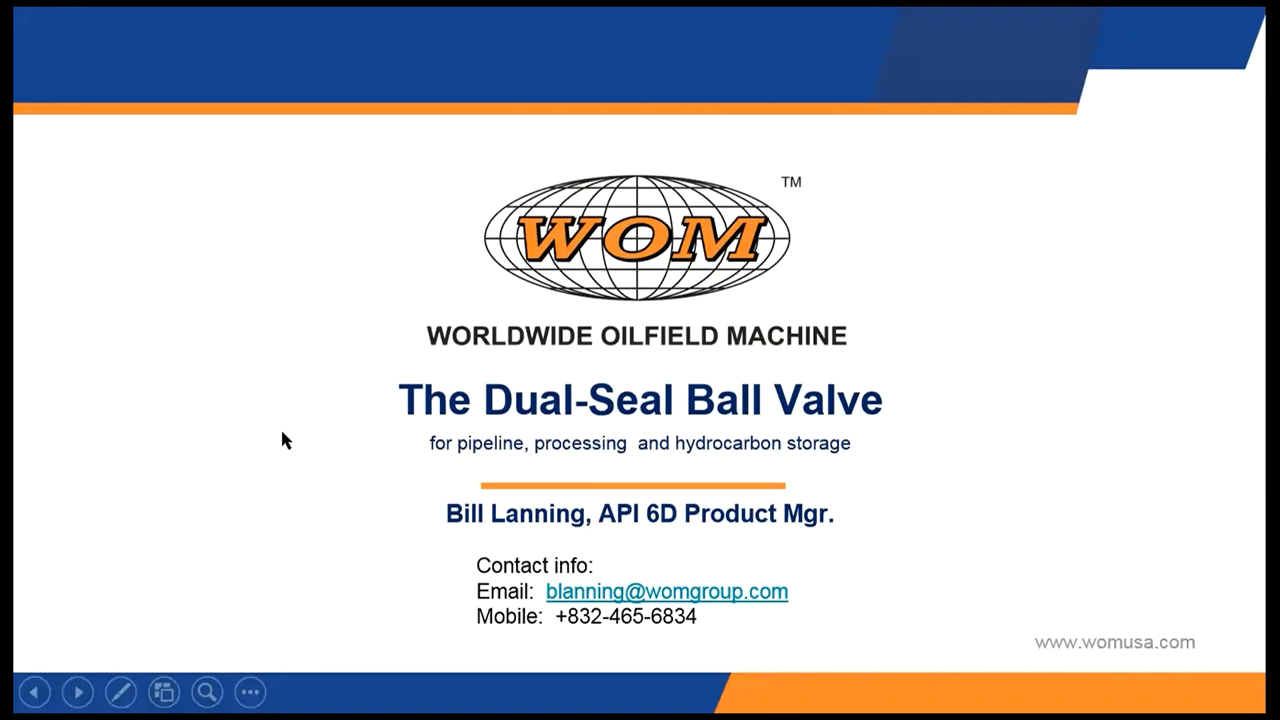 TM
WOM
WORLDWIDE OILFIELD MACHINE
The Dual-Seal Ball Valve
for pipeline, processing and hydrocarbon storage
Bill Lanning, API 6D Product Mgr.
Contact info:
Email: blanning@womgroup.com
Mobile: +832-465-6834
www.womusa.com